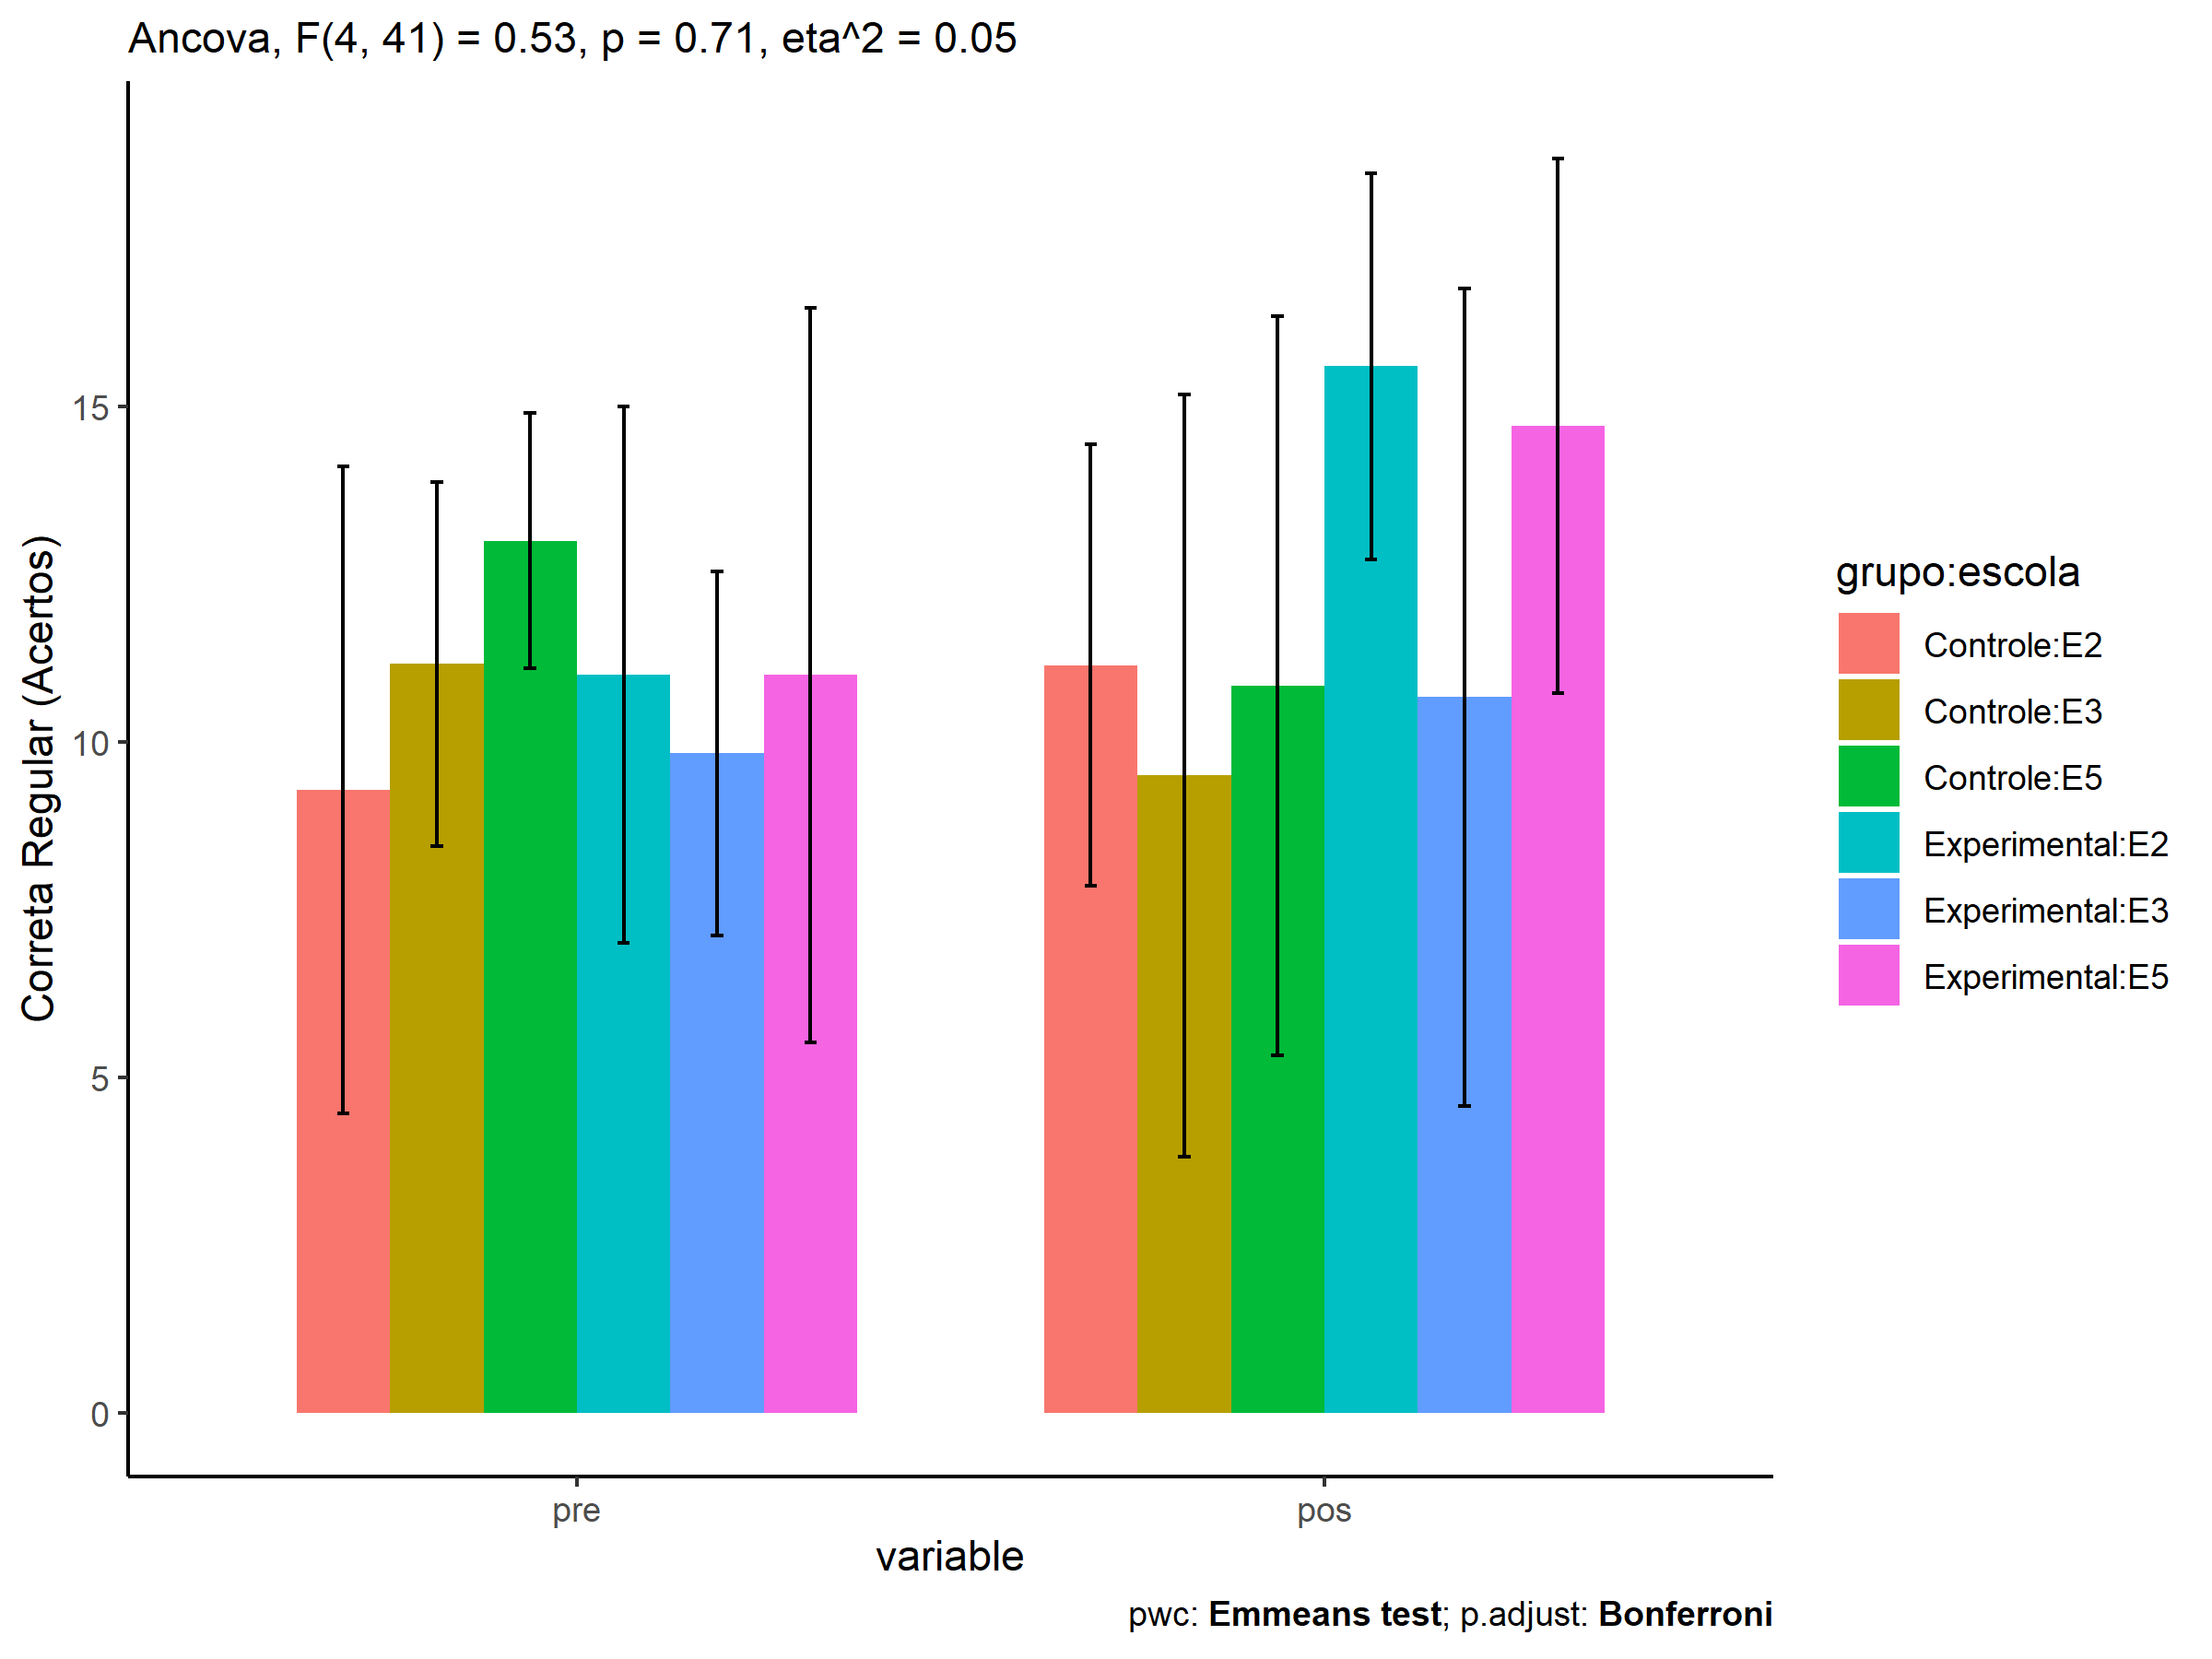 Ancova, F(4, 41) = 0.53, p = 0.71, eta^2 = 0.05
Correta Regular (Acertos)
15
10
5
0
pre
pos
variable
grupo:escola
Controle:E2
Controle:E3
Controle:E5
Experimental:E2
Experimental:E3
Experimental:E5
pwc: Emmeans test; p.adjust: Bonferroni